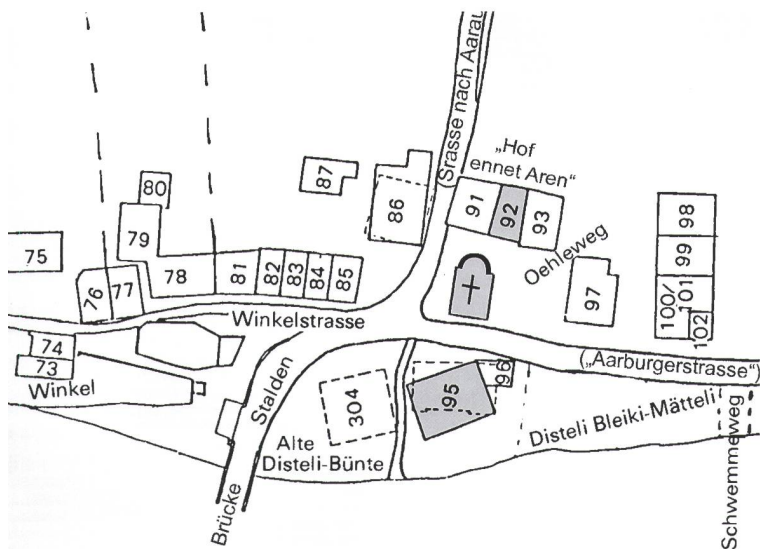 (Srasse nach Aarau
„Hof
ennet Aren"
80
87
86
91
92
93
98
75
79
78
76
77
81
82
83
84
85
Oehleweg
99
97
100/
101
102
Winkelstrasse
74
73
Winkel
Stalden
304
95
96
(„Aarburgerstrasse")
Alte
Disteli-Bünte
Disteli Bleiki-Mätteli
Brücke
Schwemmeweg